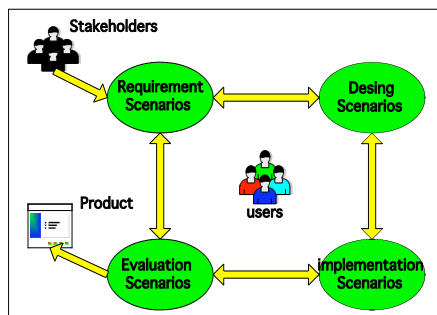 Stakeholders
Requirement
Scenarios
Desing
Scenarios
users
Product
Evaluation
Scenarios
implementation
Scenarios